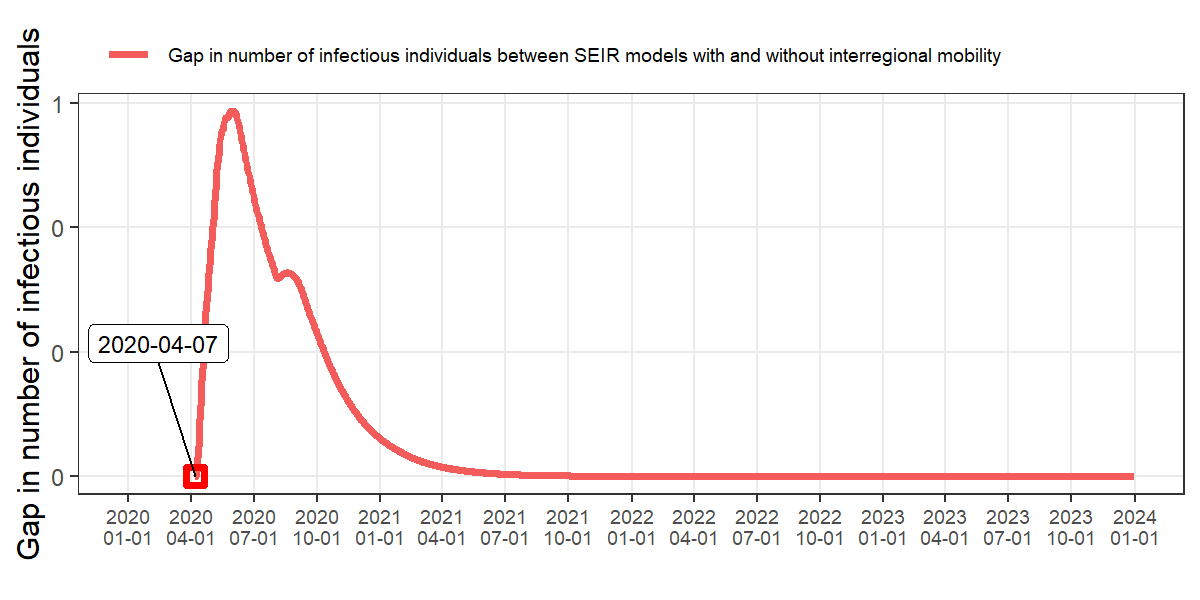 Gap in number of infectious individuals between SEIR models with and without interregional mobility
Gap in number of infectious individuals
1
0
0
0
2020-04-07
2020 2020 2020 2020 2021 2021 2021 2021 2022 2022 2022 2022 2023 2023 2023 2023 2024
01-01 04-01 07-01 10-01 01-01 04-01 07-01 10-01 01-01 04-01 07-01 10-01 01-01 04-01 07-01 10-01 01-01